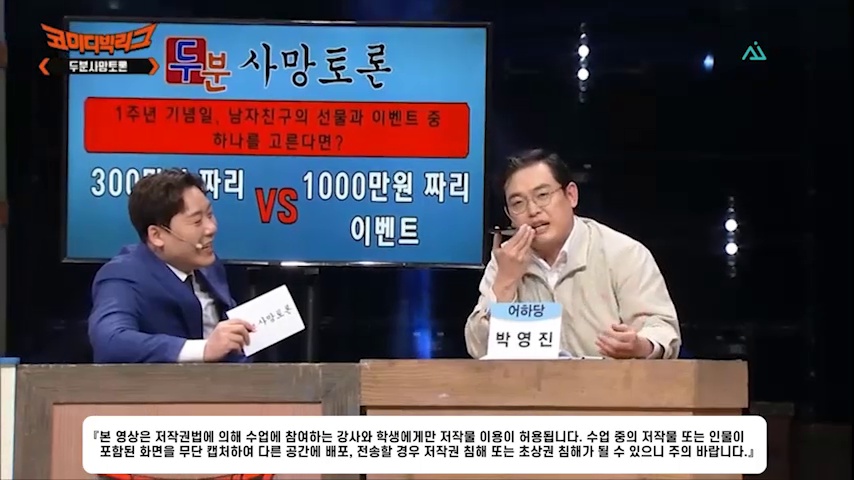 코미디빅리그
두분사망토론
두분 사망토론
1주년 기념일, 남자친구의 선물과 이벤트 중
하나를 고른다면?
300 짜리
VS
1000만원 짜리
이벤트
사망토론
어하당
박영진
『본 영상은 저작권법에 의해 수업에 참여하는 강사와 학생에게만 저작물 이용이 허용됩니다. 수업 중의 저작물 또는 인물이
포함된 화면을 무단 캡처하여 다른 공간에 배포, 전송할 경우 저작권 침해 또는 초상권 침해가 될 수 있으니 주의 바랍니다.』